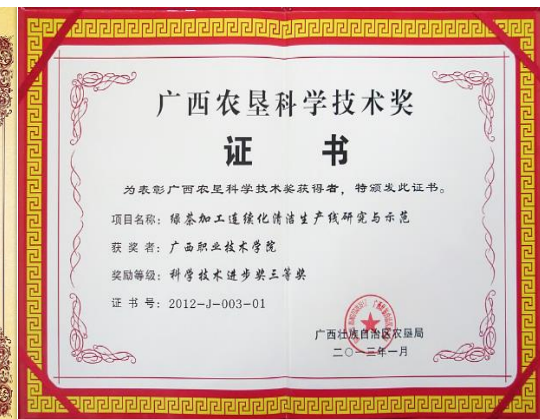 广西农垦科学技术奖
证 书
为表彰广西农垦科学技术奖获得者，特颁发此证书。
项目名称：绿茶加工连续化清洁生产线研究与示范
获 奖 者：广西职业技术学院
奖励等级：科学技术进步奖三等奖
证 书 号：2012-J-003-01
广西壮族自治区农垦局
二〇一三年一月